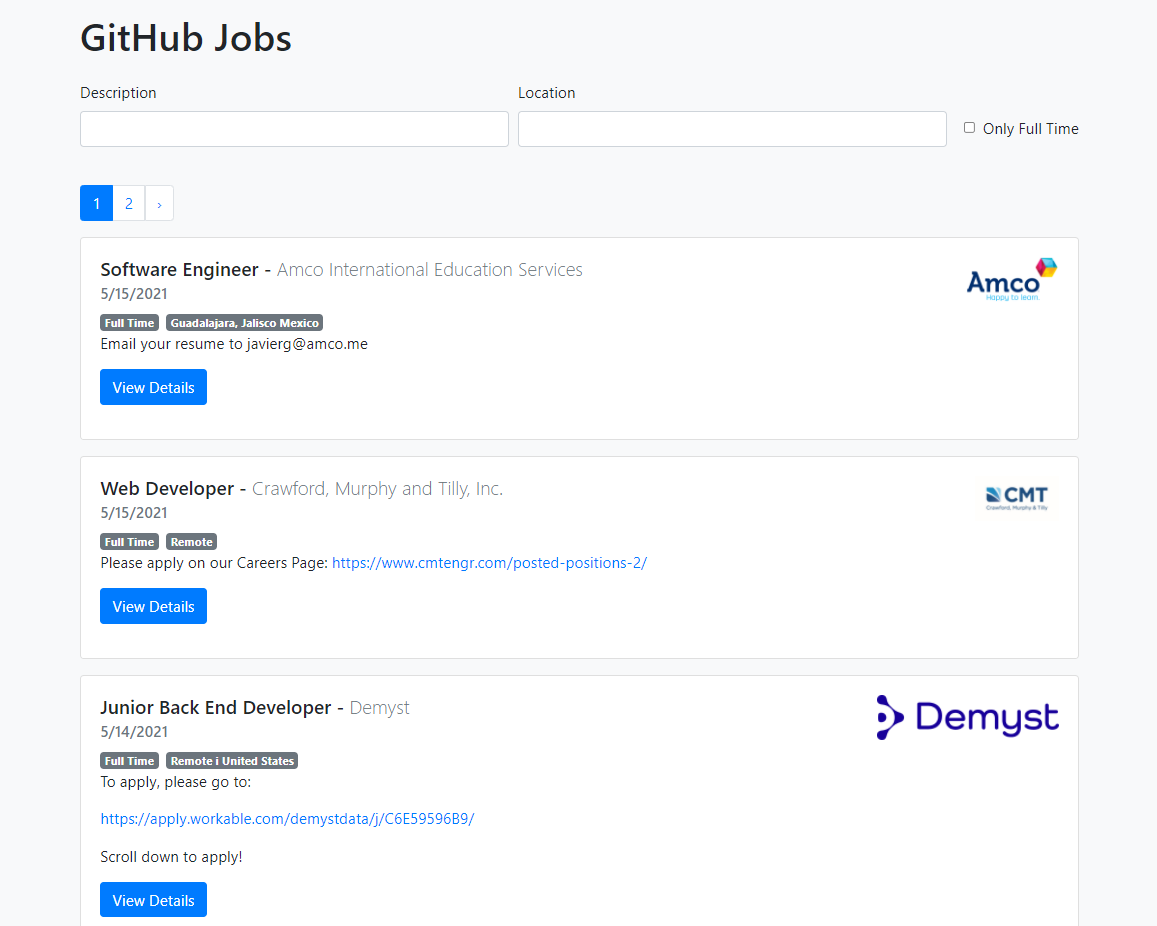 GitHub Jobs
Description Location
Only Full Time
1 2 ›
Software Engineer - Amco International Education Services
5/15/2021
Full Time Guadalajara, Jalisco Mexico
Email your resume to javierg@amco.me
View Details
Amco
Happy to learn.
Web Developer - Crawford, Murphy and Tilly, Inc.
5/15/2021
Full Time Remote
Please apply on our Careers Page: https://www.cmtengr.com/posted-positions-2/
View Details
CMT
Crawford, Murphy & Tilly
Junior Back End Developer - Demyst
5/14/2021
Full Time Remote i United States
To apply, please go to:
https://apply.workable.com/demystdata/j/C6E59596B9/
Scroll down to apply!
View Details
Demyst